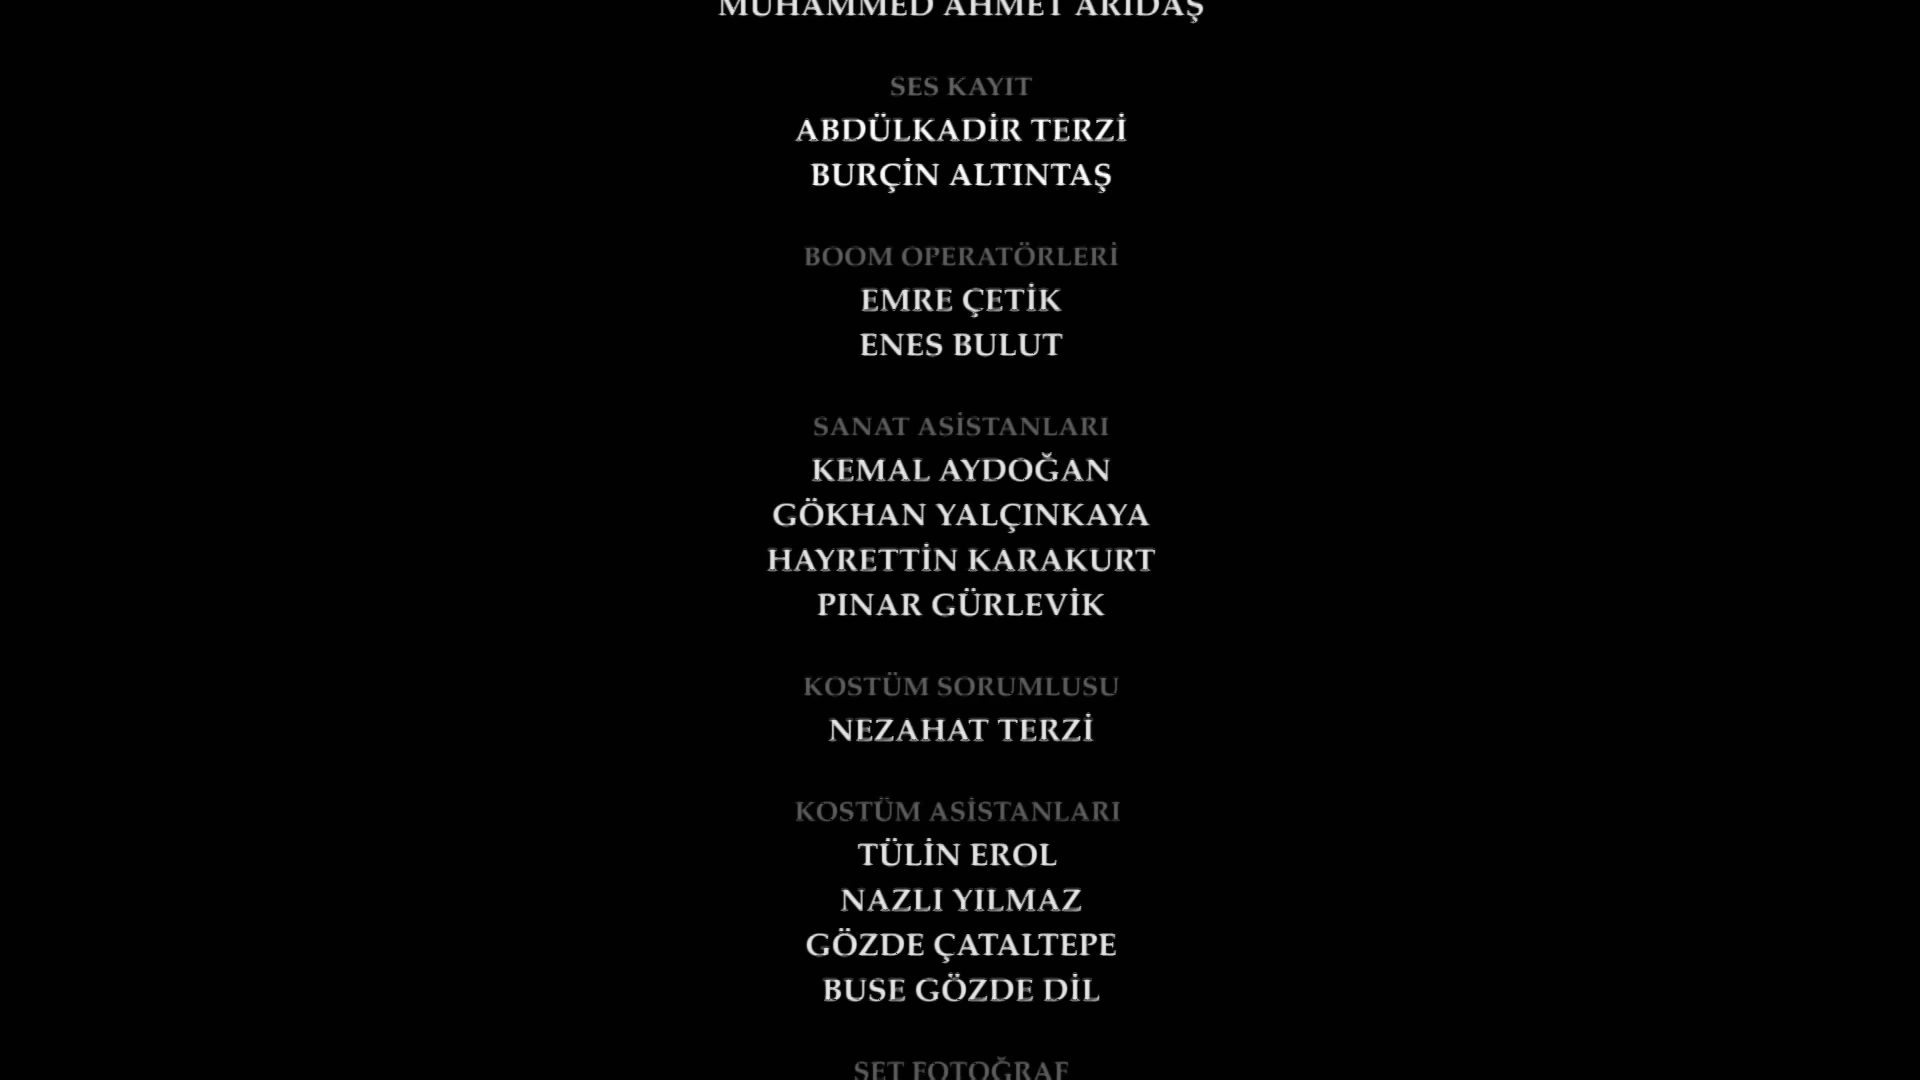 MUHAMMED AHMET ARIDAŞ
SES KAYIT
ABDÜLKADİR TERZİ
BURÇİN ALTINTAŞ
BOOM OPERATÖRLERİ
EMRE ÇETİK
ENES BULUT
SANAT ASİSTANLARI
KEMAL AYDOĞAN
GÖKHAN YALÇINKAYA
HAYRETTİN KARAKURT
PINAR GÜRLEVİK
KOSTÜM SORUMLUSU
NEZAHAT TERZİ
KOSTÜM ASİSTANLARI
TÜLİN EROL
NAZLI YILMAZ
GÖZDE ÇATALTEPE
BUSE GÖZDE DİL
SET FOTOĞRAF